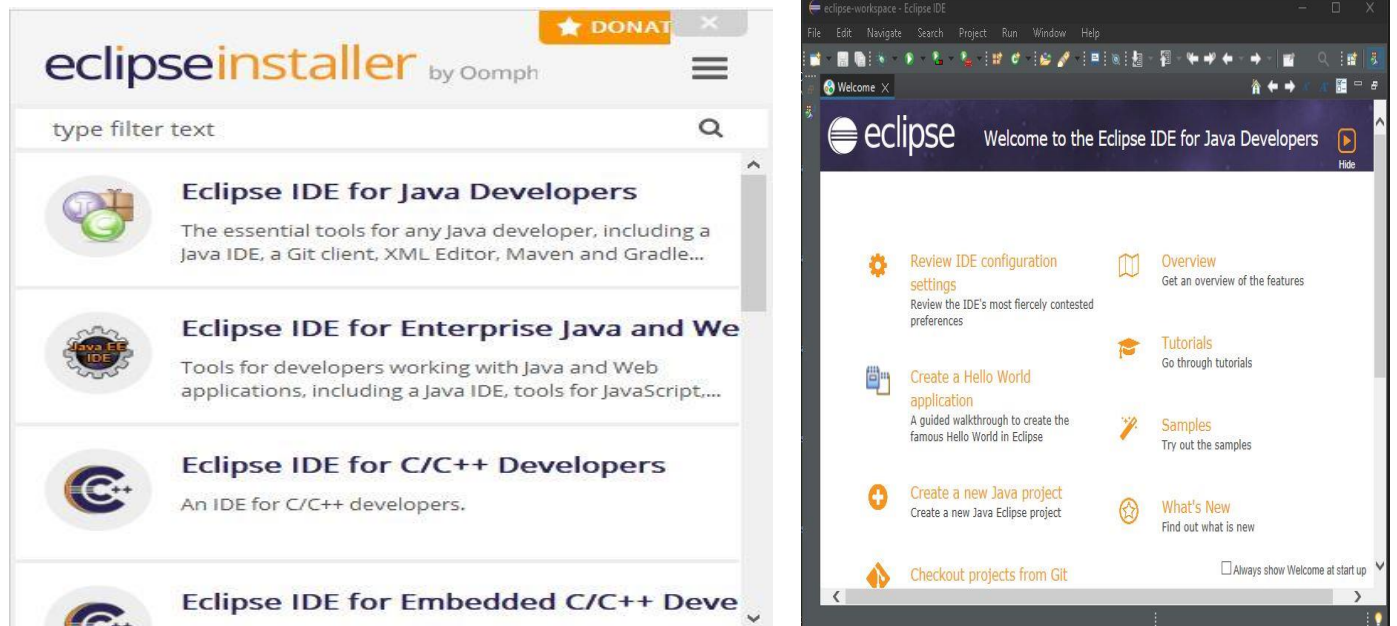 DONAT
eclipseinstaller by Oomph
type filter text
Eclipse IDE for Java Developers
The essential tools for any Java developer, including a
Java IDE, a Git client, XML Editor, Maven and Gradle...
Eclipse IDE for Enterprise Java and We
Java EE
IDE
Tools for developers working with Java and Web
applications, including a Java IDE, tools for JavaScript,...
Eclipse IDE for C/C++ Developers
C++
An IDE for C/C++ developers.
Eclipse IDE for Embedded C/C++ Deve
eclipse-workspace - Eclipse IDE
File Edit Navigate Search Project Run Window Help
Welcome
eclipse Welcome to the Eclipse IDE for Java Developers
Hide
Review IDE configuration
settings
Review the IDE's most fiercely contested
preferences
Create a Hello World
application
A guided walkthrough to create the
famous Hello World in Eclipse
Create a new Java project
Create a new Java Eclipse project
Checkout projects from Git
Overview
Get an overview of the features
Tutorials
Go through tutorials
Samples
Try out the samples
What's New
Find out what is new
Always show Welcome at start up